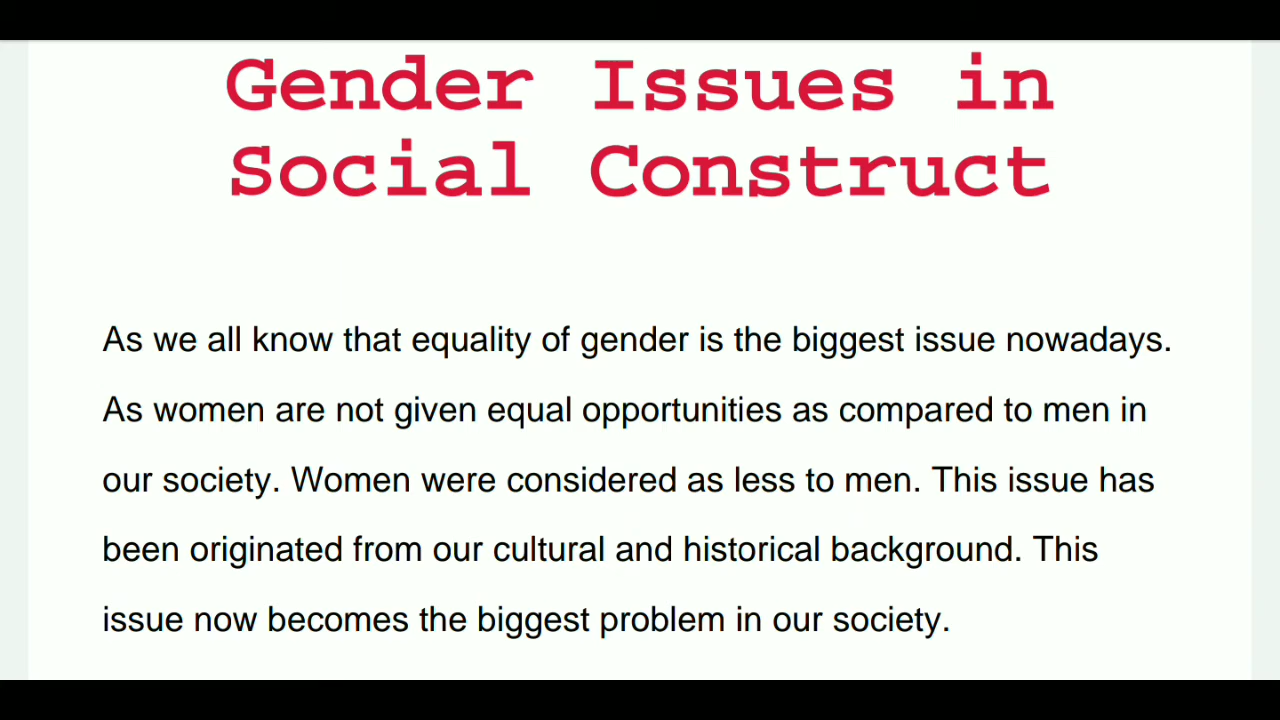 Gender Issues in
Social Construct
As we all know that equality of gender is the biggest issue nowadays.
As women are not given equal opportunities as compared to men in
our society. Women were considered as less to men. This issue has
been originated from our cultural and historical background. This
issue now becomes the biggest problem in our society.